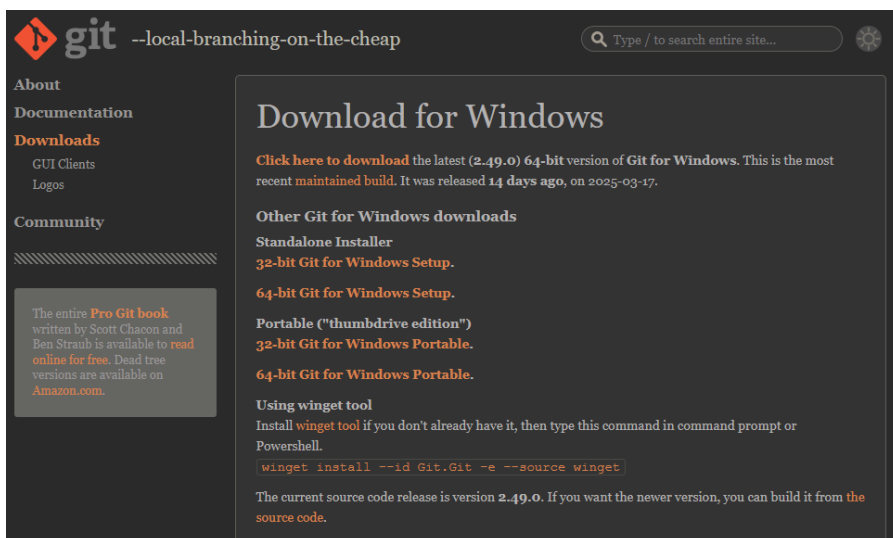 git --local-branching-on-the-cheap
Type / to search entire site...
About
Documentation
Downloads
GUI Clients
Logos
Community
The entire Pro Git book
written by Scott Chacon and
Ben Straub is available to read
online for free. Dead tree
versions are available on
Amazon.com.
Download for Windows
Click here to download the latest (2.49.0) 64-bit version of Git for Windows. This is the most
recent maintained build. It was released 14 days ago, on 2025-03-17.
Other Git for Windows downloads
Standalone Installer
32-bit Git for Windows Setup.
64-bit Git for Windows Setup.
Portable ("thumbdrive edition")
32-bit Git for Windows Portable.
64-bit Git for Windows Portable.
Using winget tool
Install winget tool if you don't already have it, then type this command in command prompt or
Powershell.
winget install --id Git.Git -e --source winget
The current source code release is version 2.49.0. If you want the newer version, you can build it from the
source code.